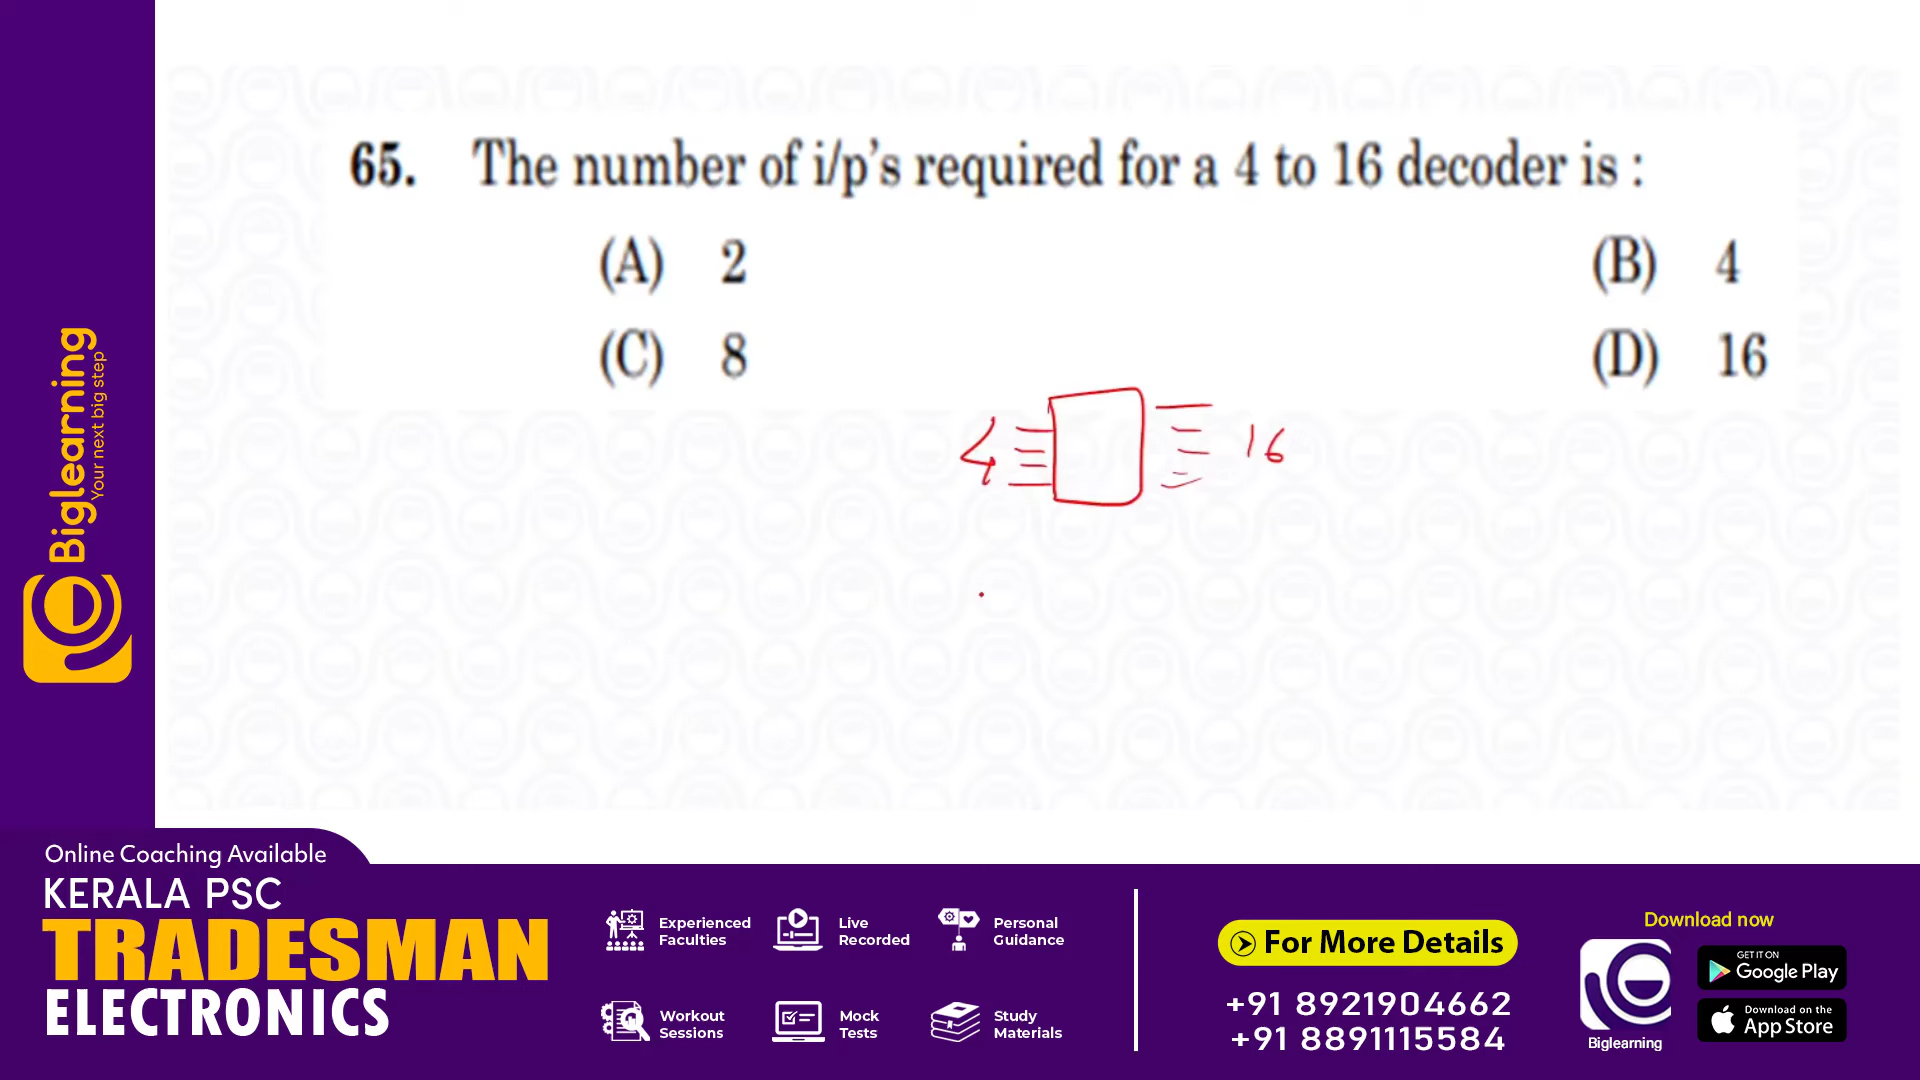 65. The number of i/p's required for a 4 to 16 decoder is :
(A) 2 (B) 4
(C) 8 (D) 16
4 16
Biglearning
Your next big step
Online Coaching Available
KERALA PSC
TRADESMAN
ELECTRONICS
Experienced Faculties
Live Recorded
Personal Guidance
Workout Sessions
Mock Tests
Study Materials
For More Details
+91 8921904662
+91 8891115584
Download now
Biglearning
GET IT ON
Google Play
Download on the
App Store